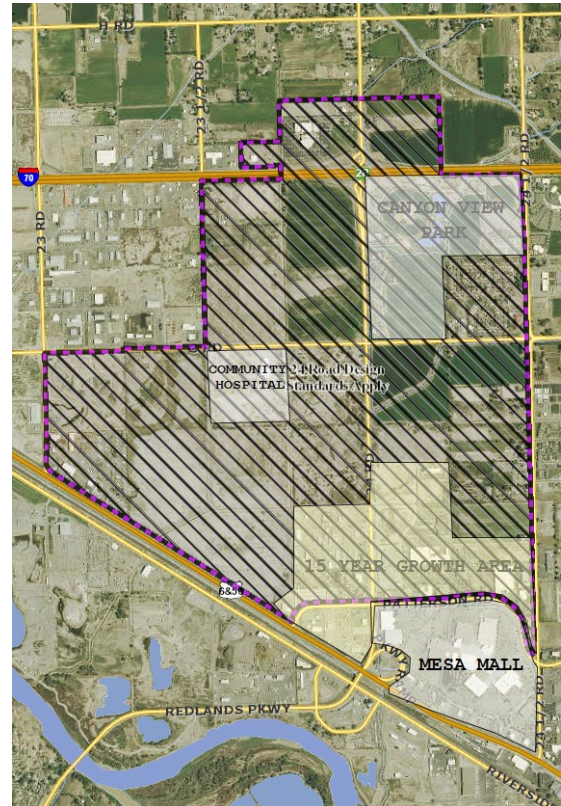 H RD
23 1/2 RD
24 1/2 RD
70
23 RD
CANYON VIEW
PARK
COMMUNITY
HOSPITAL
24 Road Design
Standards Apply
15 YEAR GROWTH AREA
6&50
PATTERSON RD
MESA MALL
REDLANDS PKWY
24 1/2 RD